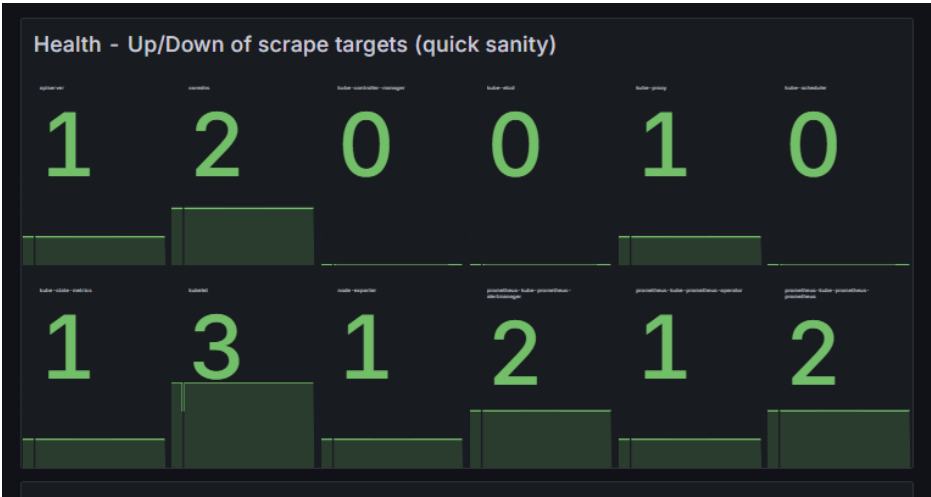 Health - Up/Down of scrape targets (quick sanity)
apiserver
coredns
kube-controller-manager
kube-etcd
kube-proxy
kube-scheduler
1
2
0
0
1
0
kube-state-metrics
kubelet
node-exporter
prometheus-kube-prometheus-
alertmanager
prometheus-kube-prometheus-operator
prometheus-kube-prometheus-
prometheus
1
3
1
2
1
2